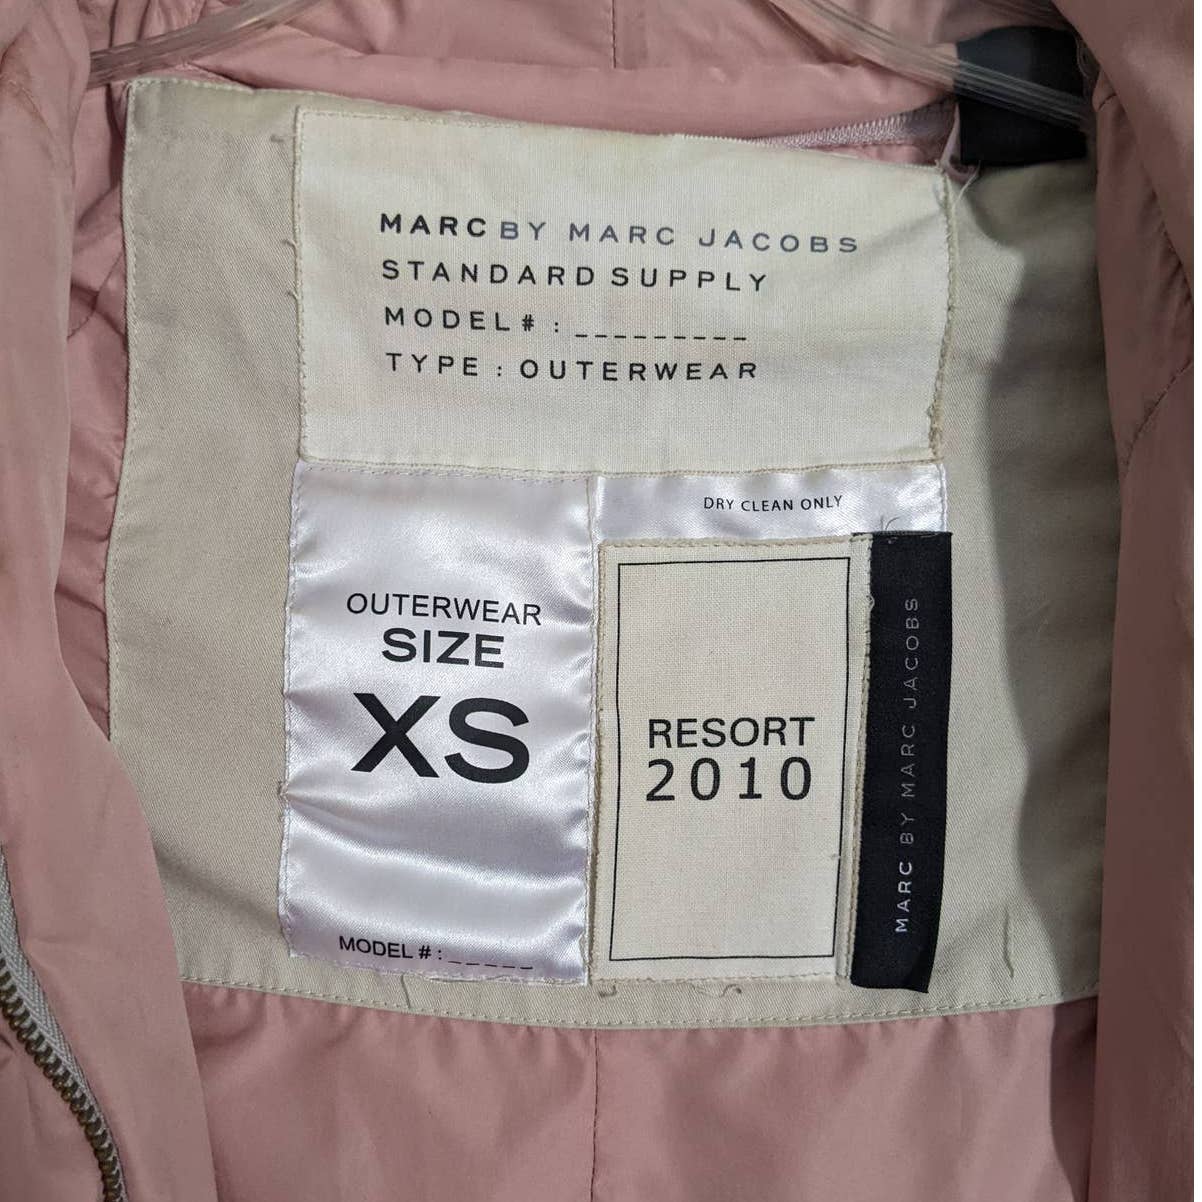 MARC BY MARC JACOBS
STANDARD SUPPLY
MODEL # : _________
TYPE : OUTERWEAR
DRY CLEAN ONLY
OUTERWEAR
SIZE
XS
MODEL # : _____
RESORT
2010
MARC BY MARC JACOBS